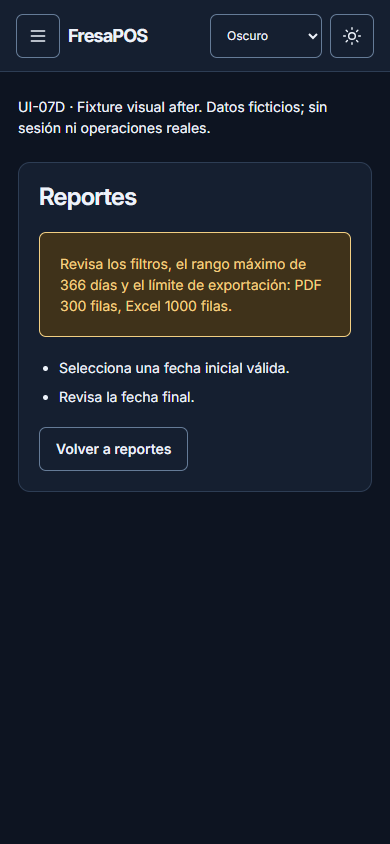 FresaPOS
Oscuro
UI-07D · Fixture visual after. Datos ficticios; sin
sesión ni operaciones reales.
Reportes
Revisa los filtros, el rango máximo de
366 días y el límite de exportación: PDF
300 filas, Excel 1000 filas.
Selecciona una fecha inicial válida.
Revisa la fecha final.
Volver a reportes